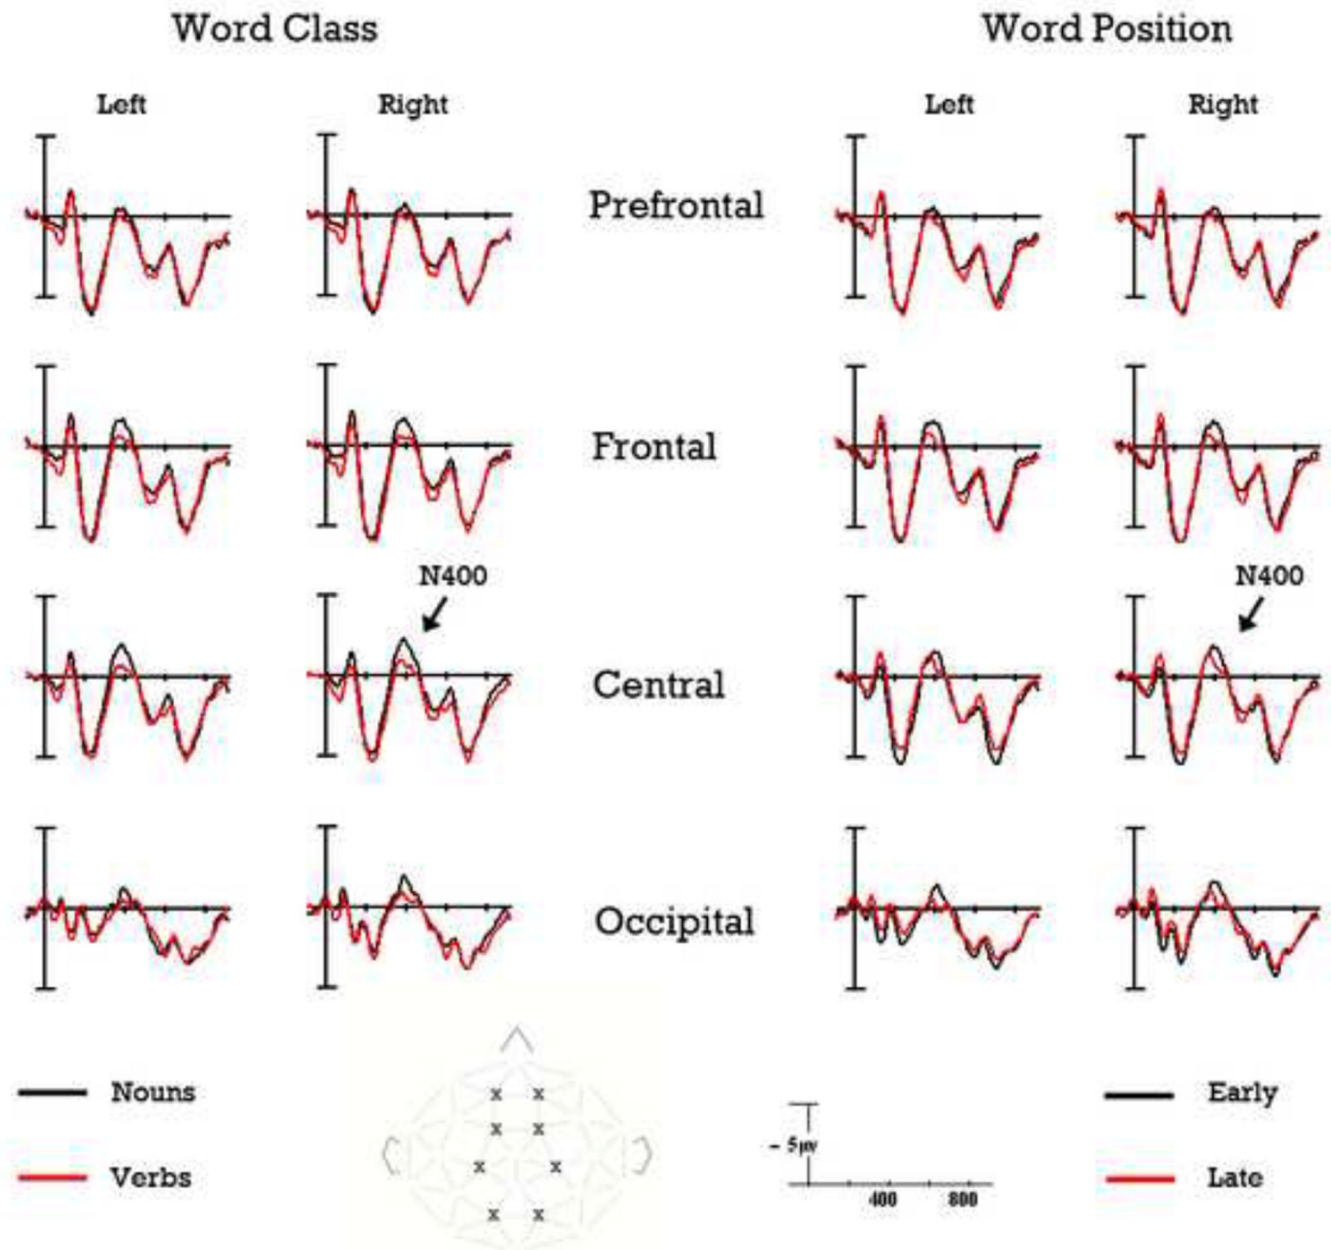 Word Class
Word Position
Left
Right
Left
Right
Prefrontal
Frontal
N400
N400
Central
Occipital
Nouns
Verbs
- 5µv
400 800
Early
Late
x x
x x
x x
x x